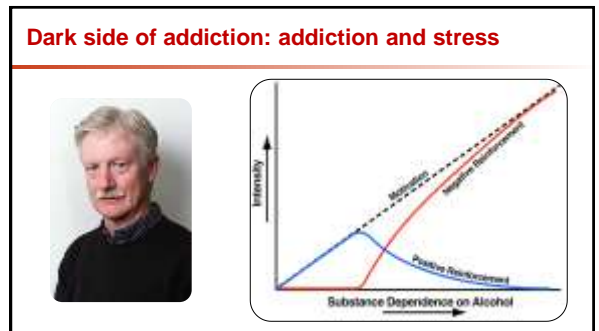 Dark side of addiction: addiction and stress
Intensity
Motivation
Negative Reinforcement
Positive Reinforcement
Substance Dependence on Alcohol